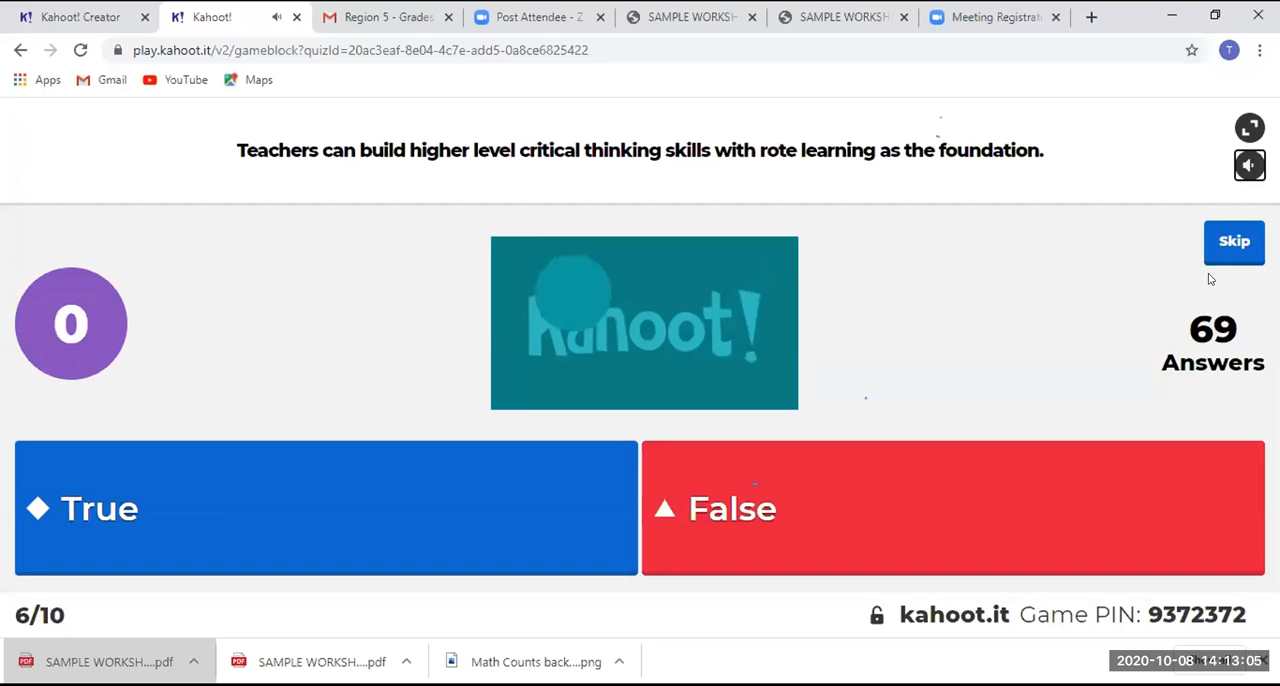 Kahoot! Creator
Kahoot!
Region 5 - Grades
Post Attendee - Z
SAMPLE WORKSH
SAMPLE WORKSH
Meeting Registrat
play.kahoot.it/v2/gameblock?quizId=20ac3eaf-8e04-4c7e-add5-0a8ce6825422
T
Apps
Gmail
YouTube
Maps
Teachers can build higher level critical thinking skills with rote learning as the foundation.
Skip
0
Kahoot!
69
Answers
True
False
6/10
kahoot.it Game PIN: 9372372
SAMPLE WORKSH....pdf
SAMPLE WORKSH....pdf
Math Counts back....png
2020-10-08 14:13:05